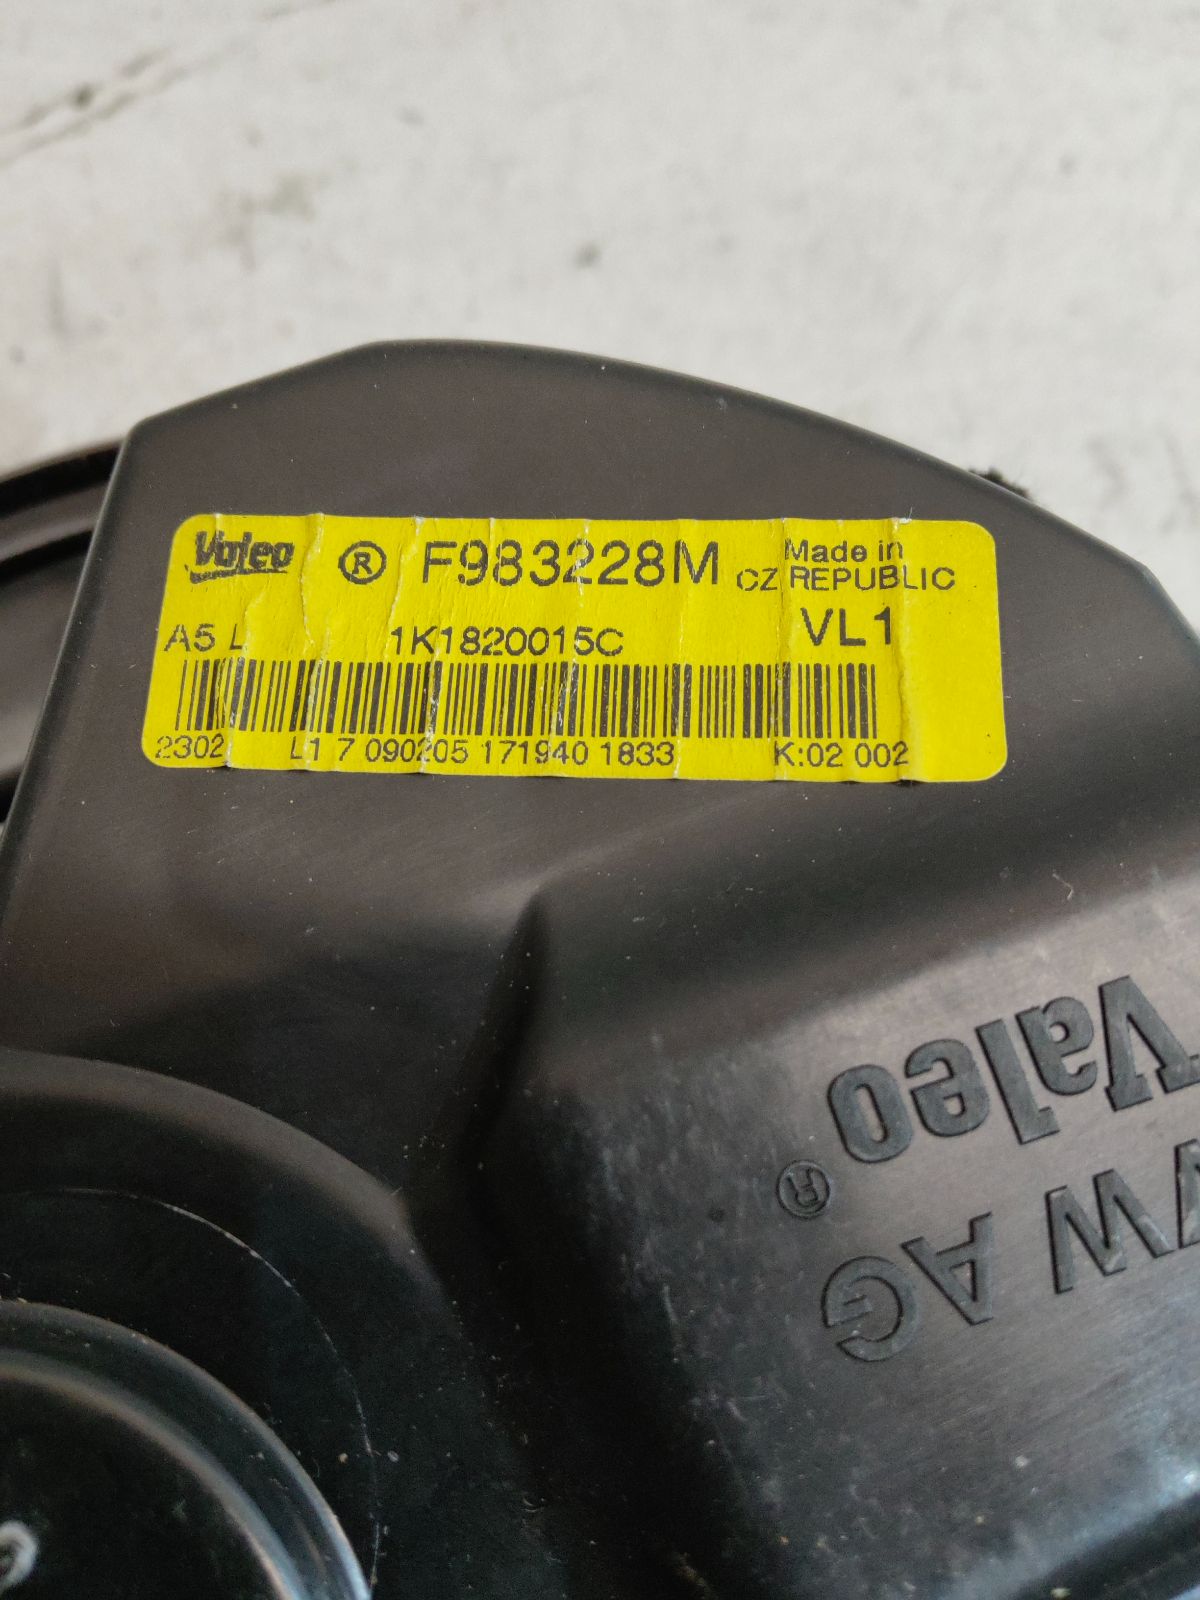 Valeo ® F983228M Made in
CZ REPUBLIC
A5 L 1K1820015C VL1
2302 L1 7 090205 171940 1833 K:02 002
Valeo
®
VW AG